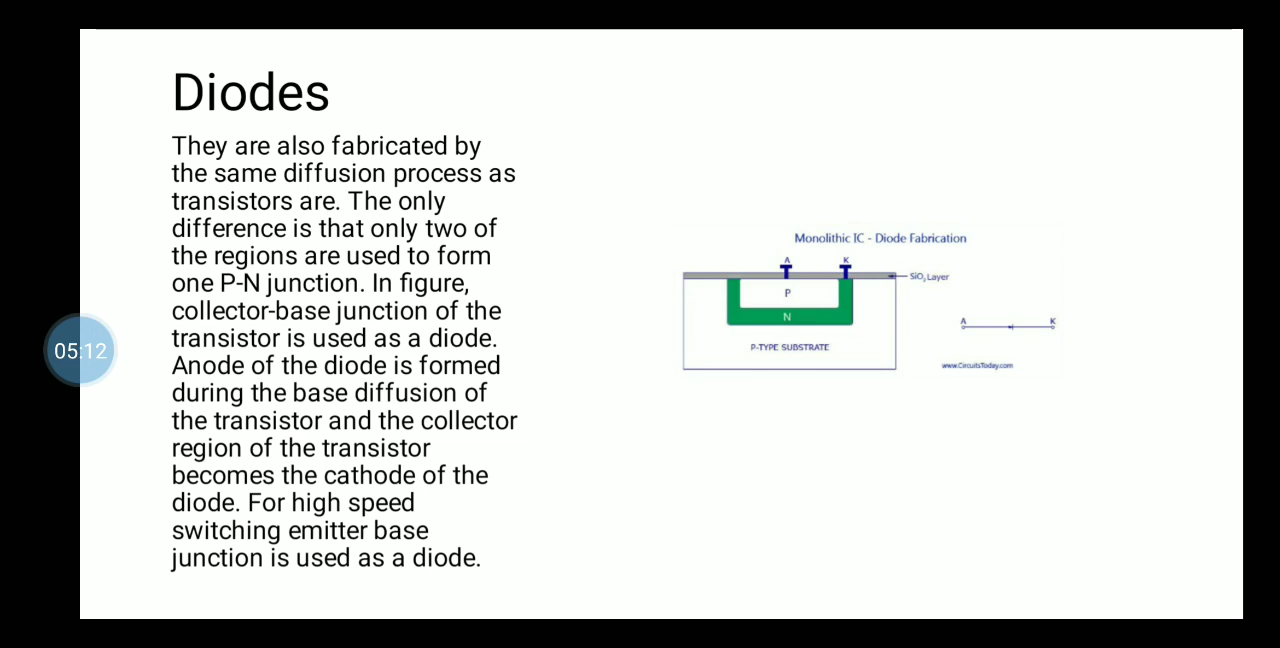 Diodes
They are also fabricated by
the same diffusion process as
transistors are. The only
difference is that only two of
the regions are used to form
one P-N junction. In figure,
collector-base junction of the
transistor is used as a diode.
Anode of the diode is formed
during the base diffusion of
the transistor and the collector
region of the transistor
becomes the cathode of the
diode. For high speed
switching emitter base
junction is used as a diode.
05:12
Monolithic IC - Diode Fabrication
A K
SiO₂ Layer
P
N
P-TYPE SUBSTRATE
A K
www.CircuitsToday.com